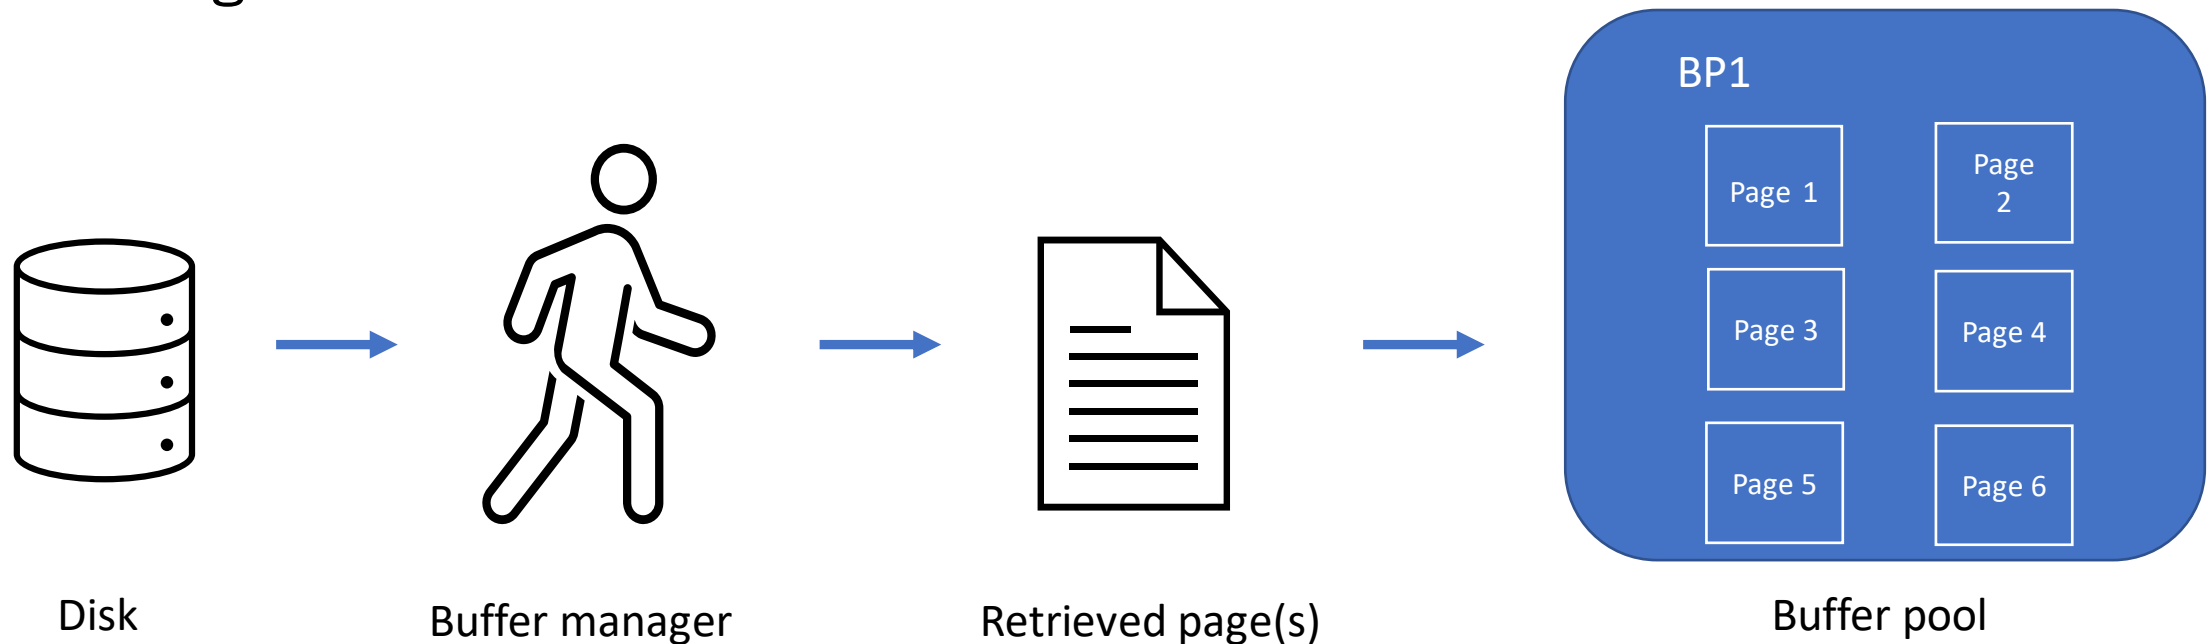 BP1
Page 1
Page
2
Page 3
Page 4
Page 5
Page 6
Disk
Buffer manager
Retrieved page(s)
Buffer pool